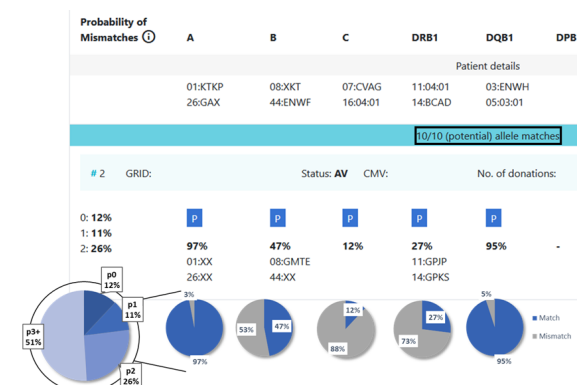 Probability of
Mismatches i A B C DRB1 DQB1 DPB
Patient details
01:KTKP 08:XKT 07:CVAG 11:04:01 03:ENWH
26:GAX 44:ENWF 16:04:01 14:BCAD 05:03:01
10/10 (potential) allele matches
# 2 GRID: Status: AV CMV: No. of donations:
0: 12% P P P P P
1: 11%
2: 26% 97% 47% 12% 27% 95% -
01:XX 08:GMTE 11:GPJP
26:XX 44:XX 14:GPKS
p0
12%
p1
11%
p2
26%
p3+
51%
3%
97%
53% 47%
12%
88%
27%
73%
5%
95%
Match
Mismatch